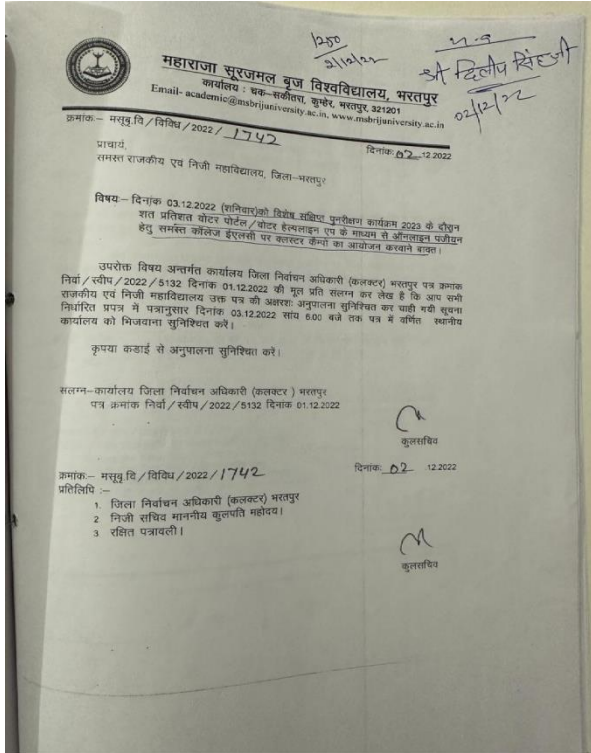 1250
2/12/22
श्री दिलीप सिंह जी
02/12/22
महाराजा सूरजमल बृज विश्वविद्यालय, भरतपुर
कार्यालय : चक-सकीतरा, कुम्हेर, भरतपुर, 321201
Email- academic@msbrijuniversity.ac.in, www.msbrijuniversity.ac.in
क्रमांकः– मसूबृ.वि/विविध/2022/ 1742
दिनांकः 02 .12.2022
प्राचार्य,
समस्त राजकीय एवं निजी महाविद्यालय, जिला–भरतपुर
विषयः– दिनांक 03.12.2022 (शनिवार)को विशेष संक्षिप्त पुनरीक्षण कार्यक्रम 2023 के दौरान
शत प्रतिशत वोटर पोर्टल/वोटर हेल्पलाइन एप के माध्यम से ऑनलाइन पंजीयन
हेतु समस्त कॉलेज ईएलसी पर क्लस्टर कैम्पों का आयोजन करवाने बाबत।
उपरोक्त विषय अन्तर्गत कार्यालय जिला निर्वाचन अधिकारी (कलक्टर) भरतपुर पत्र क्रमांक
निर्वा/स्वीप/2022/5132 दिनांक 01.12.2022 की मूल प्रति संलग्न कर लेख है कि आप सभी
राजकीय एवं निजी महाविद्यालय उक्त पत्र की अक्षरशः अनुपालना सुनिश्चित कर चाही गयी सूचना
निर्धारित प्रपत्र में पत्रानुसार दिनांक 03.12.2022 सांय 6.00 बजे तक पत्र में वर्णित स्थानीय
कार्यालय को भिजवाना सुनिश्चित करें।
कृपया कडाई से अनुपालना सुनिश्चित करें।
सलग्न–कार्यालय जिला निर्वाचन अधिकारी (कलक्टर ) भरतपुर
पत्र क्रमांक निर्वा/स्वीप/2022/5132 दिनांक 01.12.2022
कुलसचिव
क्रमांकः– मसूबृ.वि/विविध/2022/1742
दिनांकः 02 12.2022
प्रतिलिपि :–
1. जिला निर्वाचन अधिकारी (कलक्टर) भरतपुर
2 निजी सचिव माननीय कुलपति महोदय।
3 रक्षित पत्रावली।
कुलसचिव